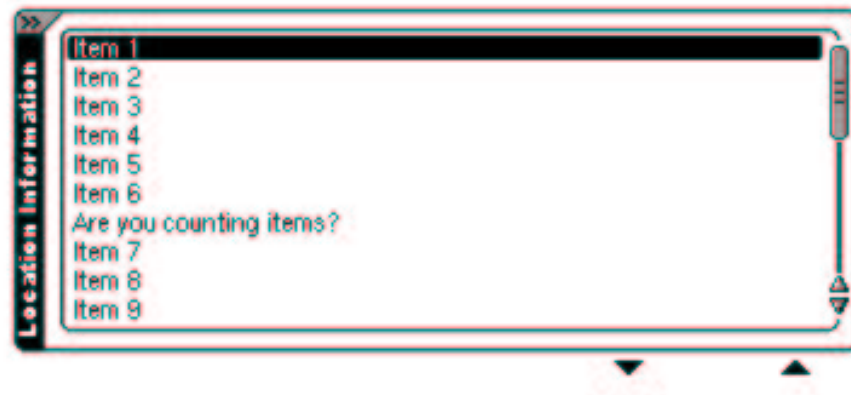 Location Information
Item 1
Item 2
Item 3
Item 4
Item 5
Item 6
Are you counting items?
Item 7
Item 8
Item 9